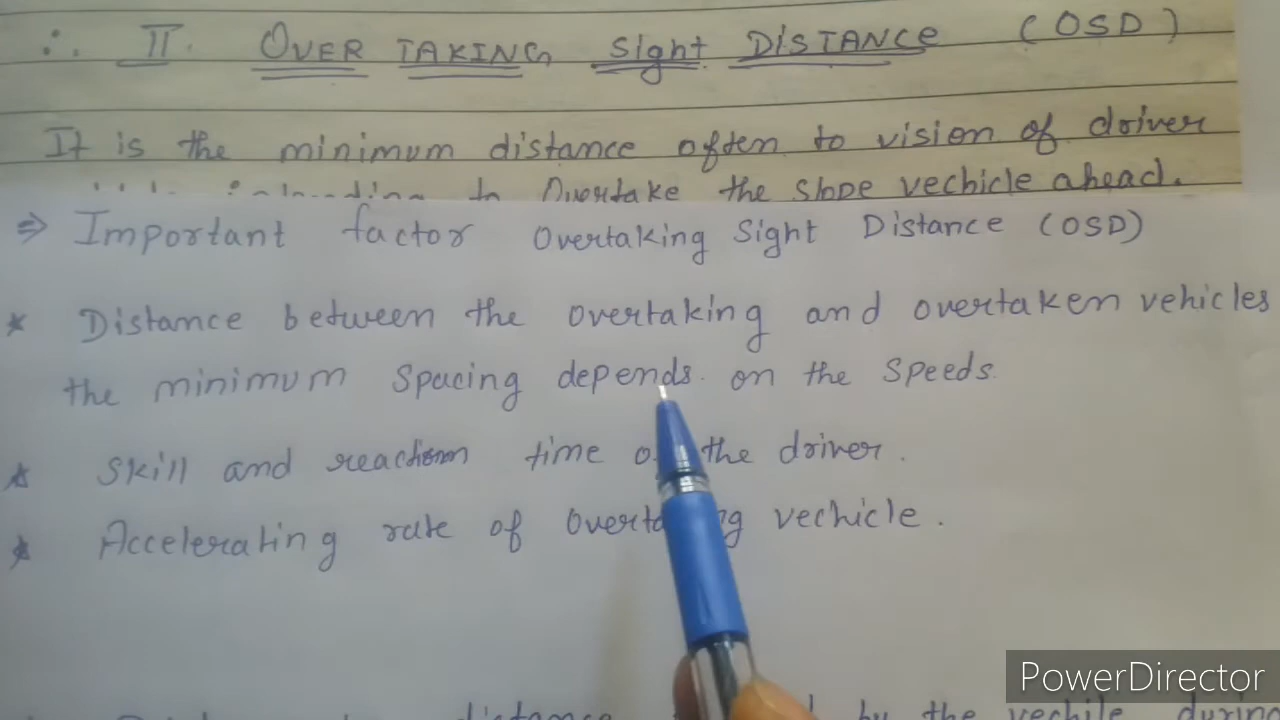 ∴ II. OVER TAKING Sight DISTANCE (OSD)
It is the minimum distance often to vision of driver
to Overtake the slope vechicle ahead.
⇒ Important factor Overtaking Sight Distance (OSD)
* Distance between the overtaking and overtaken vehicles
the minimum spacing depends. on the speeds.
* Skill and reaction time the driver.
* Accelerating rate of vechicle.
distance by the vechile during
PowerDirector